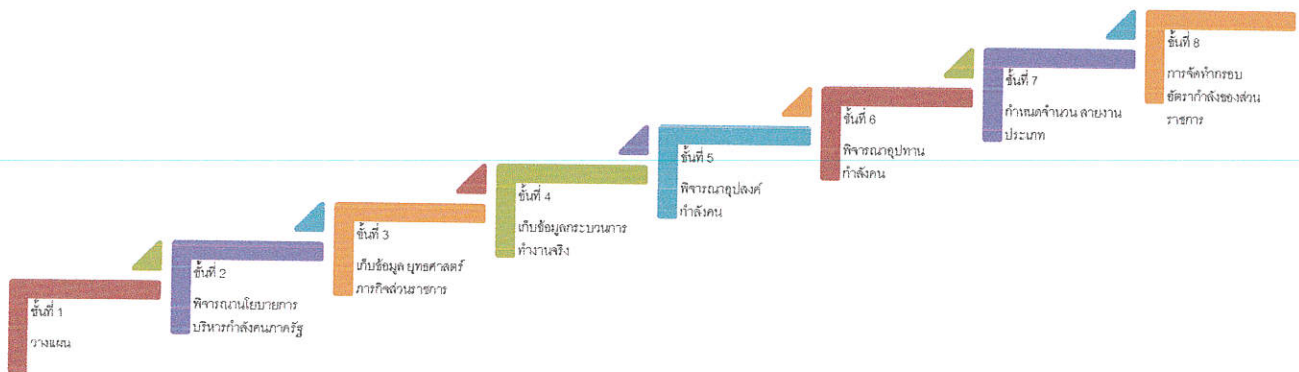 ขั้นที่ 1
วางแผน
ขั้นที่ 2
พิจารณานโยบายการ
บริหารกำลังคนภาครัฐ
ขั้นที่ 3
เก็บข้อมูล ยุทธศาสตร์
ภารกิจส่วนราชการ
ขั้นที่ 4
เก็บข้อมูลกระบวนการ
ทำงานจริง
ขั้นที่ 5
พิจารณาอุปสงค์
กำลังคน
ขั้นที่ 6
พิจารณาอุปทาน
กำลังคน
ขั้นที่ 7
กำหนดจำนวน สายงาน
ประเภท
ขั้นที่ 8
การจัดทำกรอบ
อัตรากำลังของส่วน
ราชการ